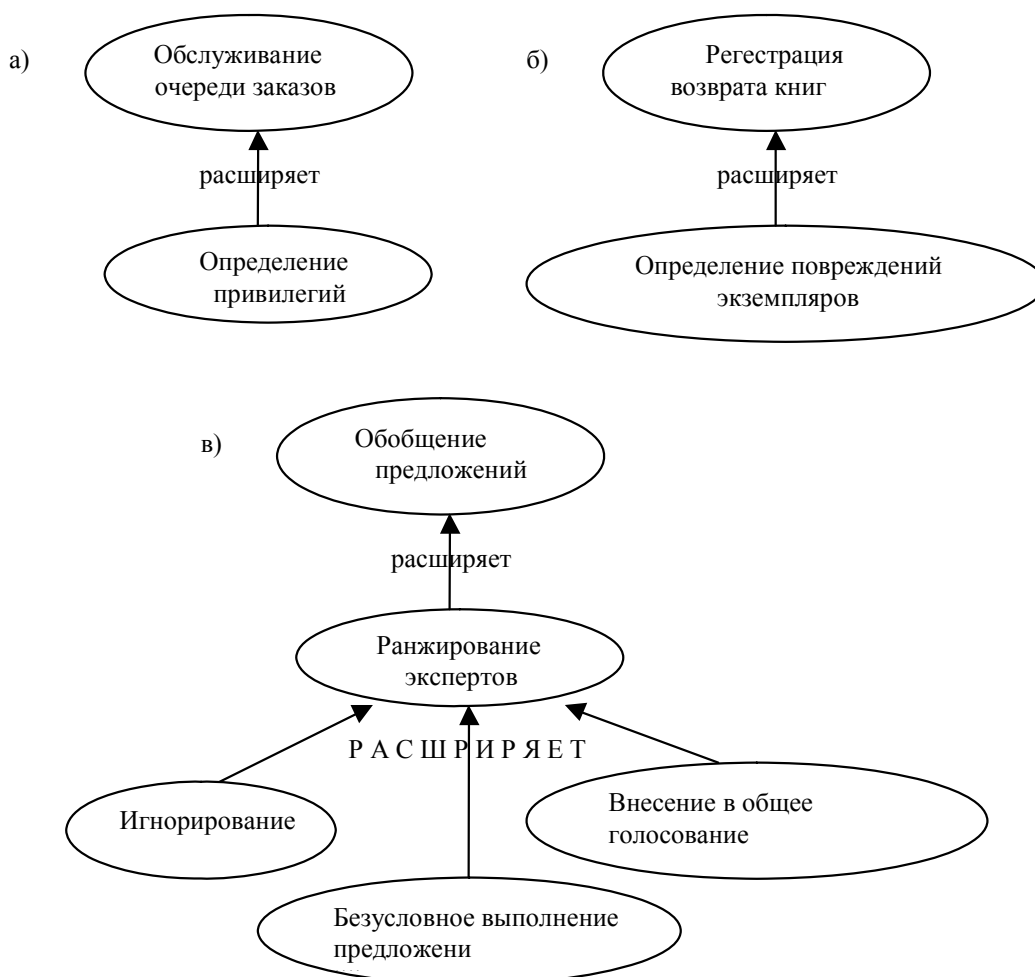 а)
Обслуживание
очереди заказов
расширяет
Определение
привилегий
б)
Регестрация
возврата книг
расширяет
Определение повреждений
экземпляров
в)
Обобщение
предложений
расширяет
Ранжирование
экспертов
Р А С Ш Р И Р Я Е Т
Игнорирование
Внесение в общее
голосование
Безусловное выполнение
предложени